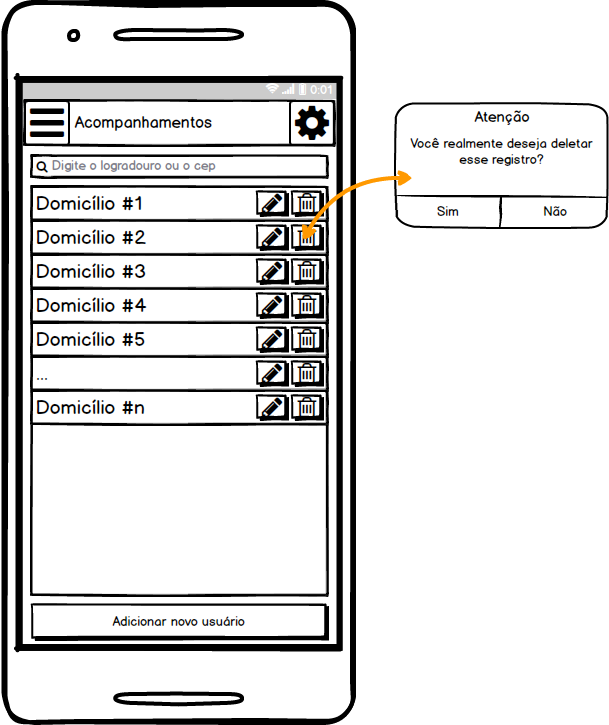 0:01
Acompanhamentos
Digite o logradouro ou o cep
Domicílio #1
Domicílio #2
Domicílio #3
Domicílio #4
Domicílio #5
...
Domicílio #n
Adicionar novo usuário
Atenção
Você realmente deseja deletar
esse registro?
Sim
Não